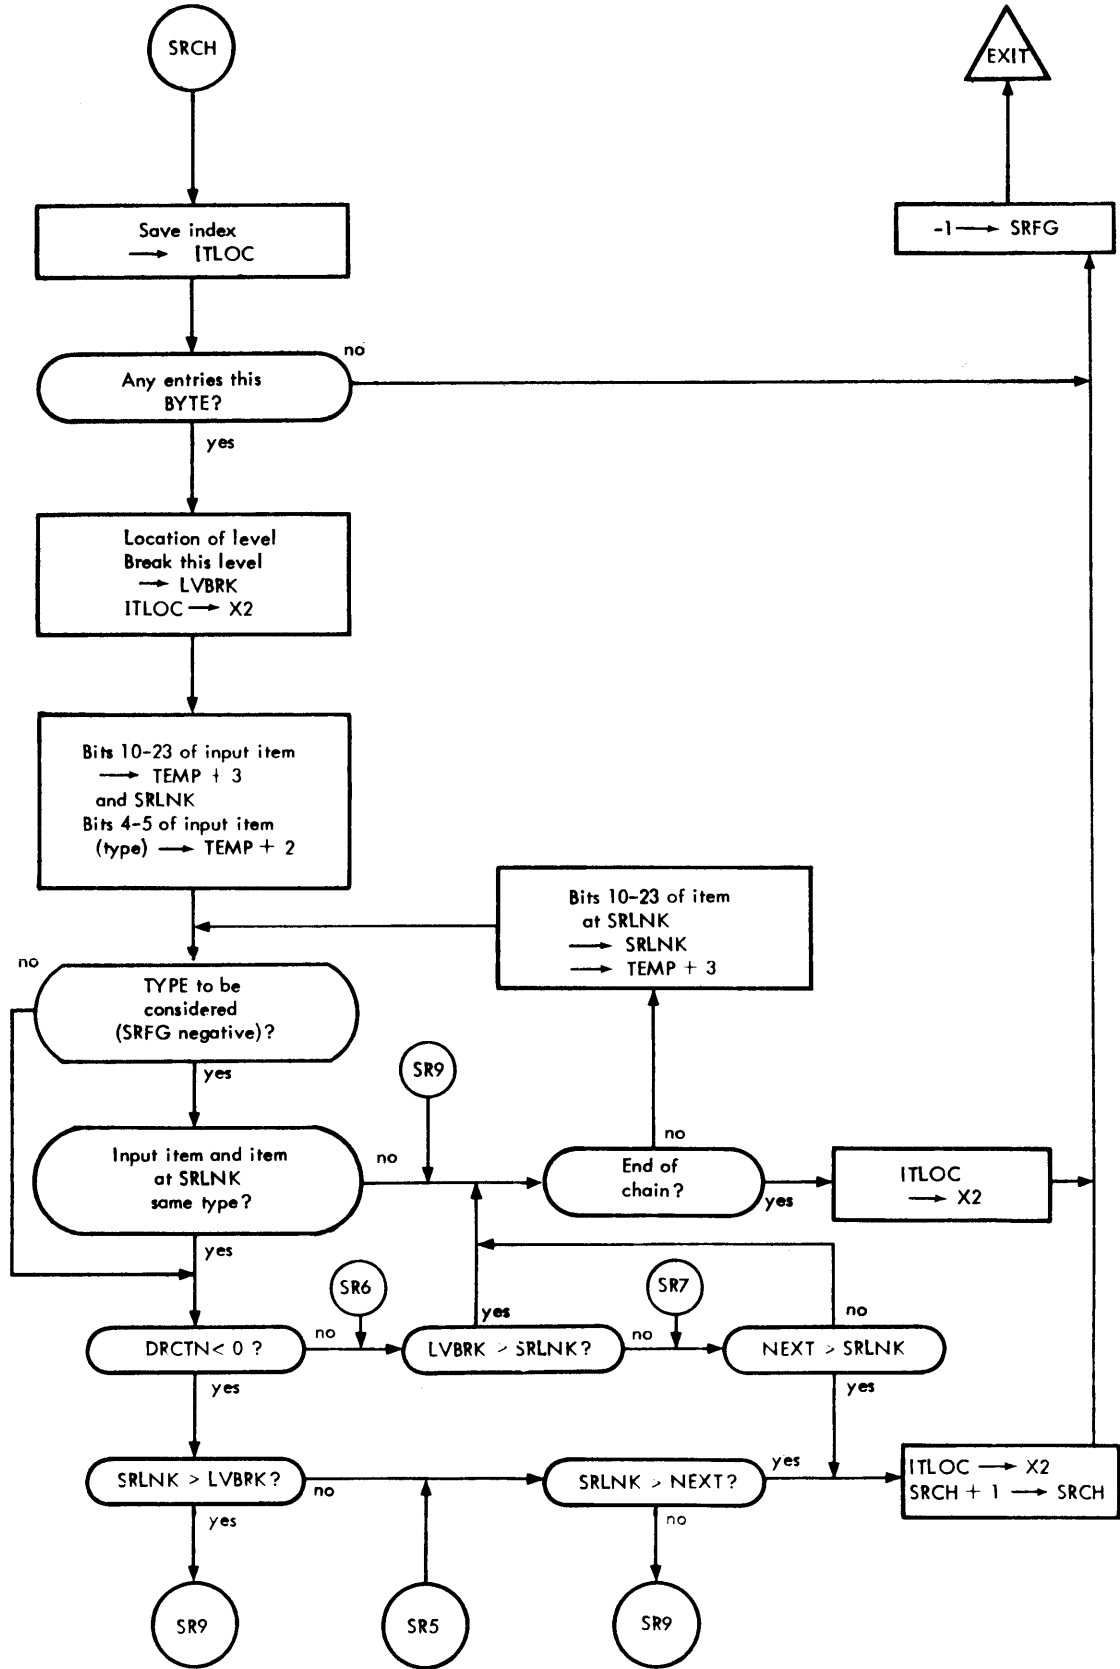 SRCH
EXIT
Save index
→ ITLOC
-1 → SRFG
Any entries this
BYTE?
no
yes
Location of level
Break this level
→ LVBRK
ITLOC → X2
Bits 10-23 of input item
→ TEMP + 3
and SRLNK
Bits 4-5 of input item
(type) → TEMP + 2
Bits 10-23 of item
at SRLNK
→ SRLNK
→ TEMP + 3
no
TYPE to be
considered
(SRFG negative)?
yes
SR9
Input item and item
at SRLNK
same type?
no
yes
End of
chain?
no
yes
ITLOC
→ X2
SR6
SR7
DRCTN < 0 ?
no
yes
LVBRK > SRLNK?
yes
no
NEXT > SRLNK
no
yes
SRLNK > LVBRK?
no
yes
SRLNK > NEXT?
yes
no
ITLOC → X2
SRCH + 1 → SRCH
SR9
SR5
SR9